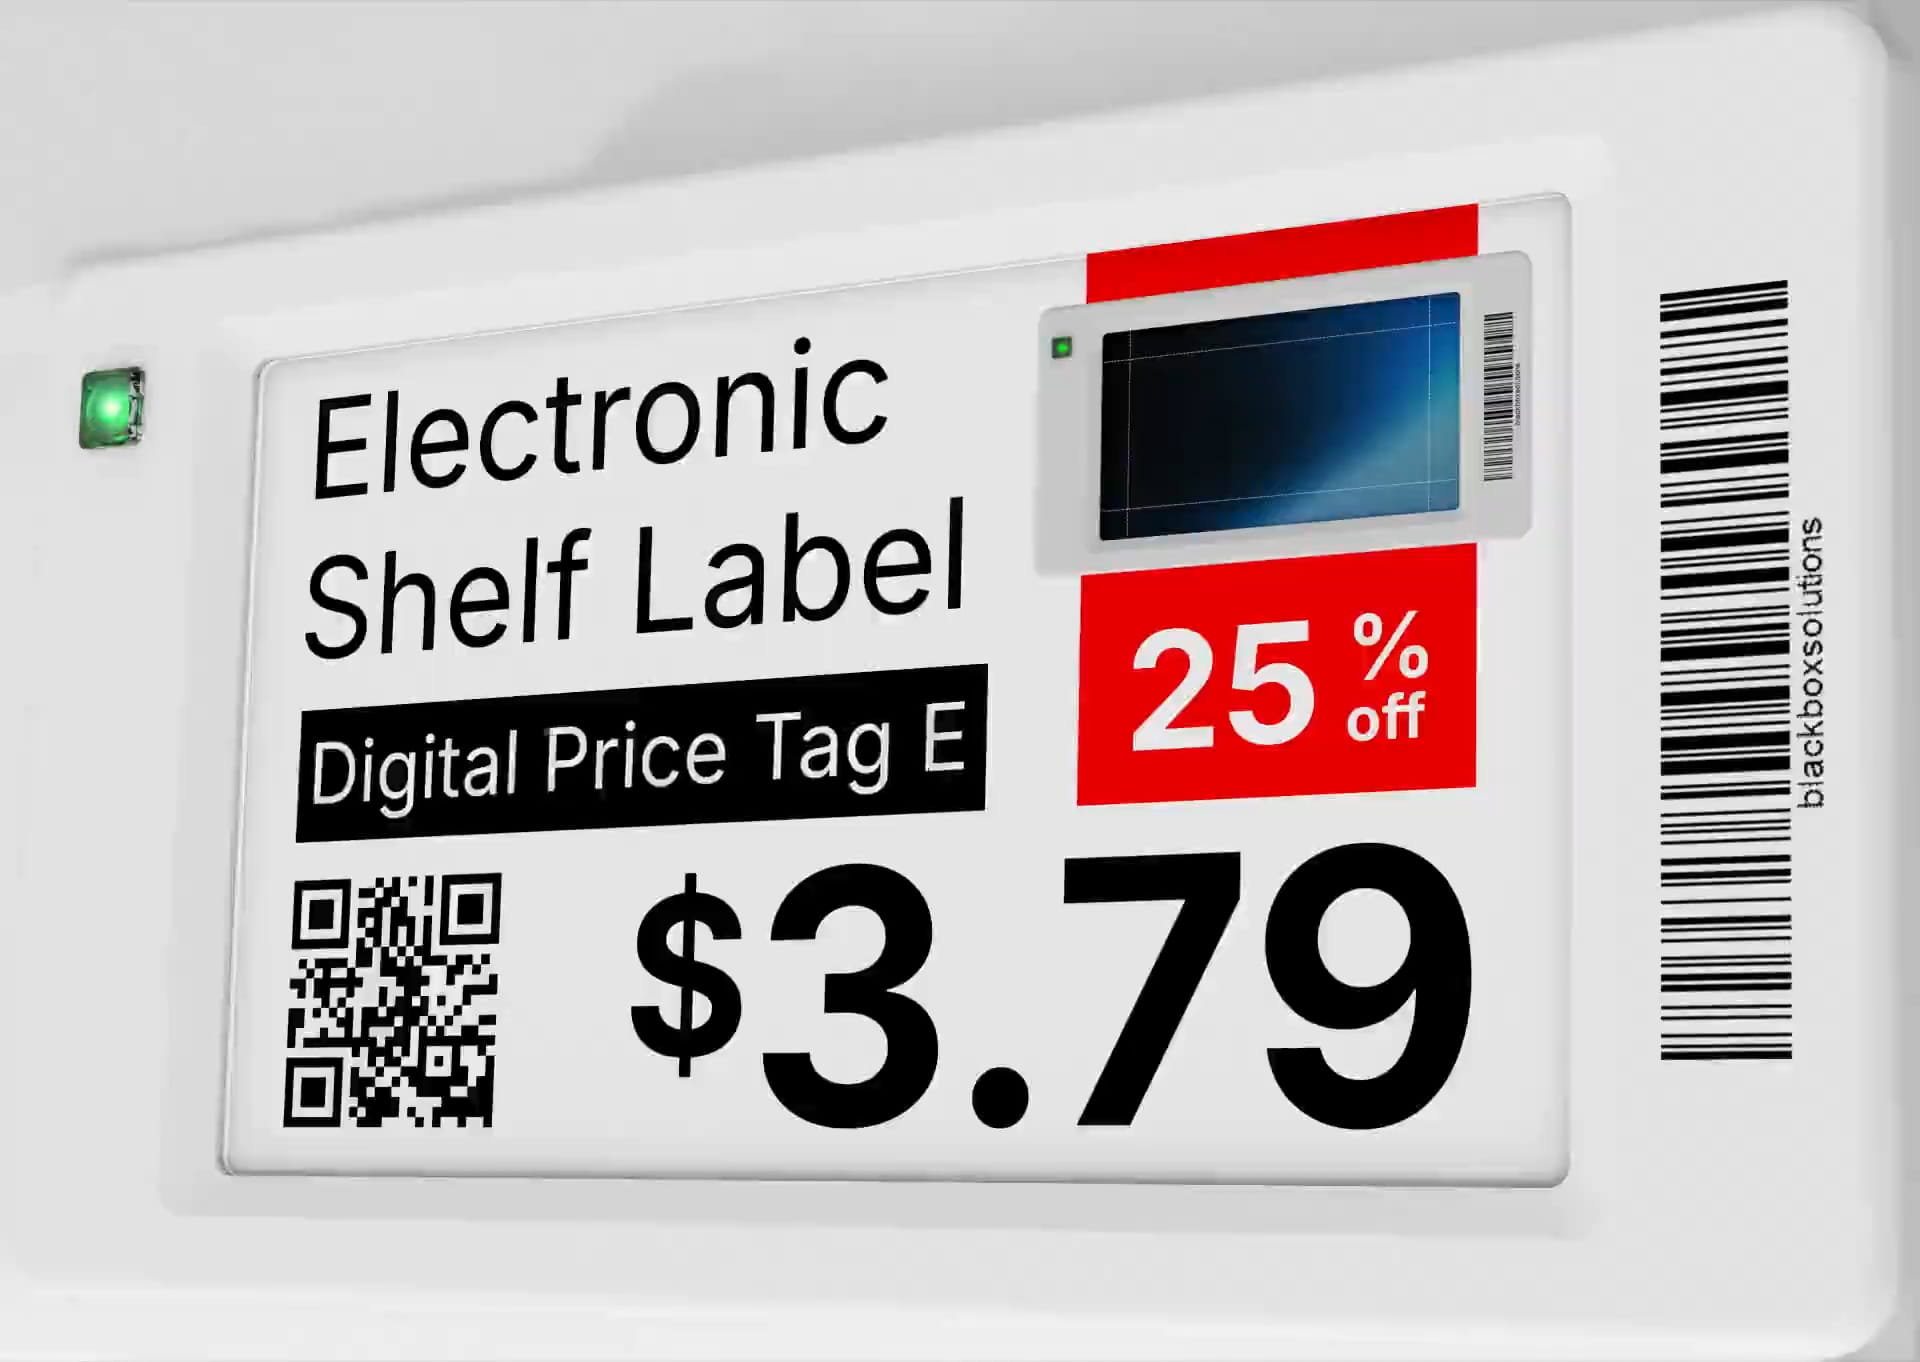 Electronic
Shelf Label
Digital Price Tag E
25 %
off
$3.79
blackboxsolutions